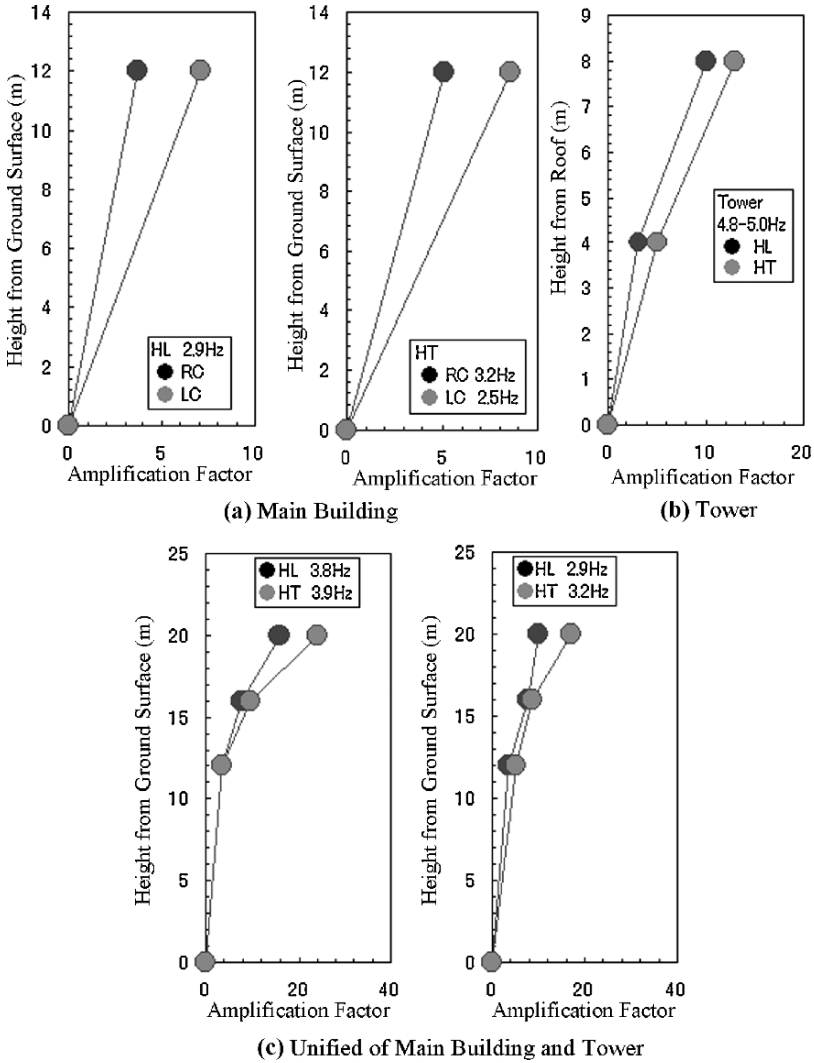 14
12
10
8
6
4
2
0
Height from Ground Surface (m)
HL 2.9Hz
RC
LC
0 5 10
Amplification Factor
14
12
10
8
6
4
2
0
Height from Ground Surface (m)
HT
RC 3.2Hz
LC 2.5Hz
0 5 10
Amplification Factor
(a) Main Building
9
8
7
6
5
4
3
2
1
0
Height from Roof (m)
Tower
4.8-5.0Hz
HL
HT
0 10 20
Amplification Factor
(b) Tower
25
20
15
10
5
0
Height from Ground Surface (m)
HL 3.8Hz
HT 3.9Hz
0 20 40
Amplification Factor
25
20
15
10
5
0
Height from Ground Surface (m)
HL 2.9Hz
HT 3.2Hz
0 20 40
Amplification Factor
(c) Unified of Main Building and Tower